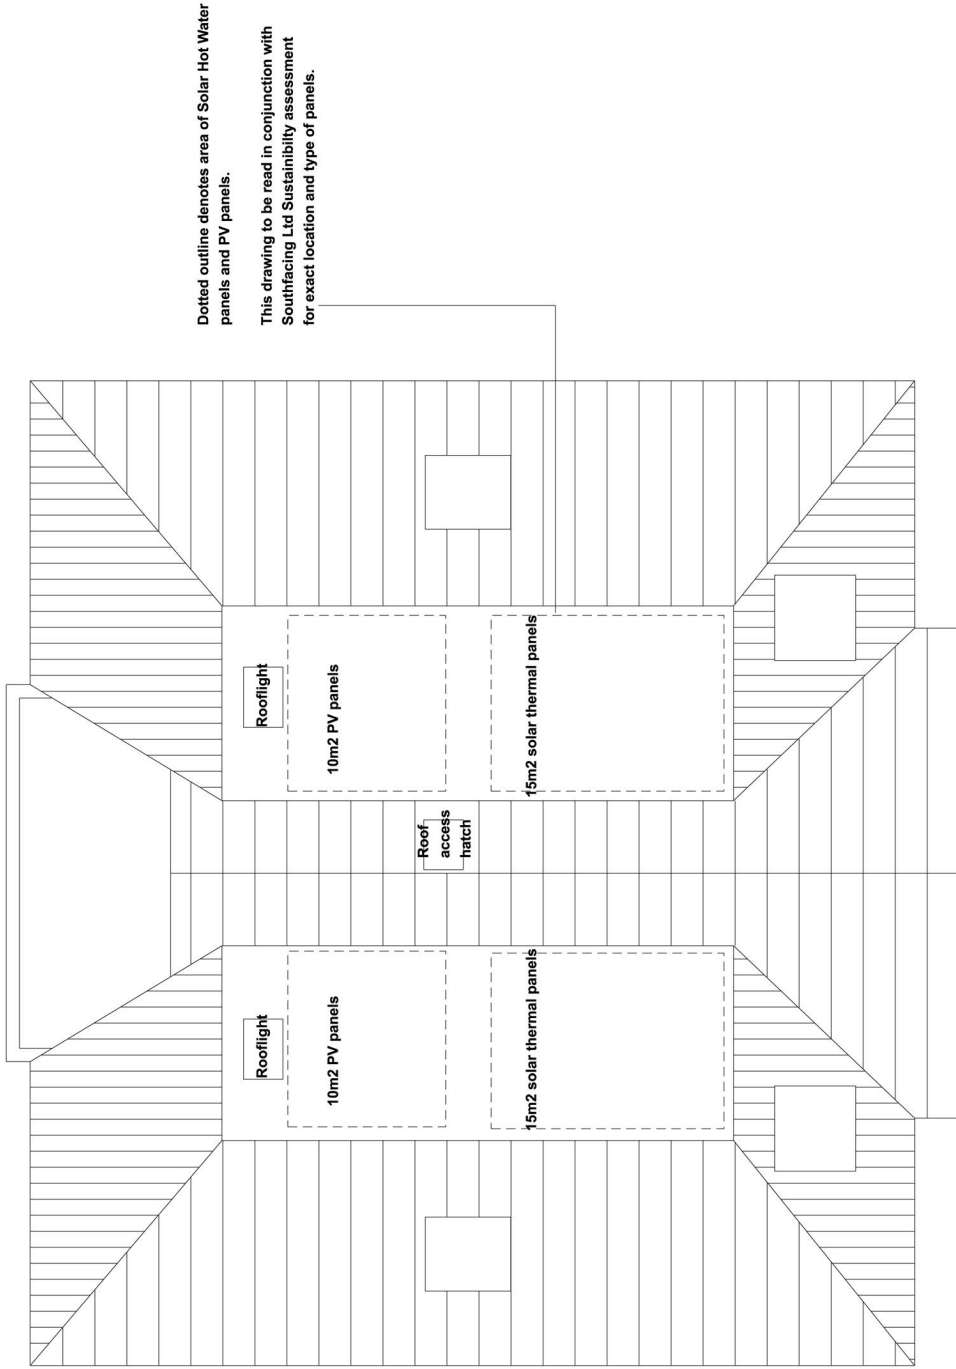 Dotted outline denotes area of Solar Hot Water
panels and PV panels.
This drawing to be read in conjunction with
Southfacing Ltd Sustainibilty assessment
for exact location and type of panels.
Rooflight
10m2 PV panels
15m2 solar thermal panels
Roof
access
hatch
Rooflight
10m2 PV panels
15m2 solar thermal panels